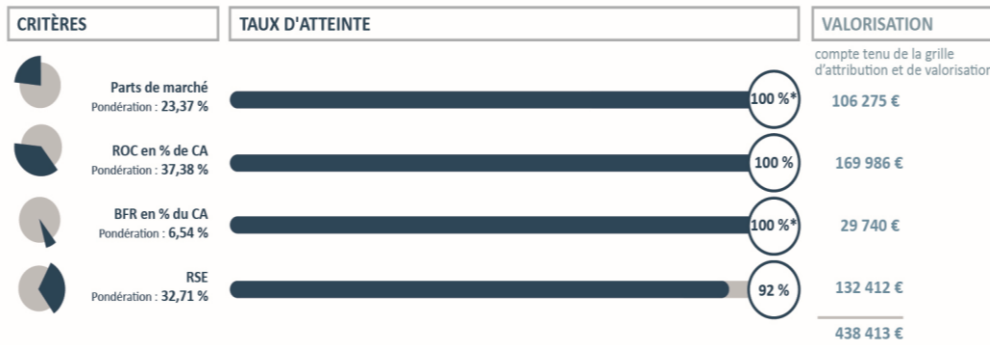 CRITÈRES
TAUX D'ATTEINTE
VALORISATION
compte tenu de la grille
d'attribution et de valorisation
Parts de marché
Pondération : 23,37 %
100 %*
106 275 €
ROC en % de CA
Pondération : 37,38 %
100 %
169 986 €
BFR en % du CA
Pondération : 6,54 %
100 %*
29 740 €
RSE
Pondération : 32,71 %
92 %
132 412 €
438 413 €